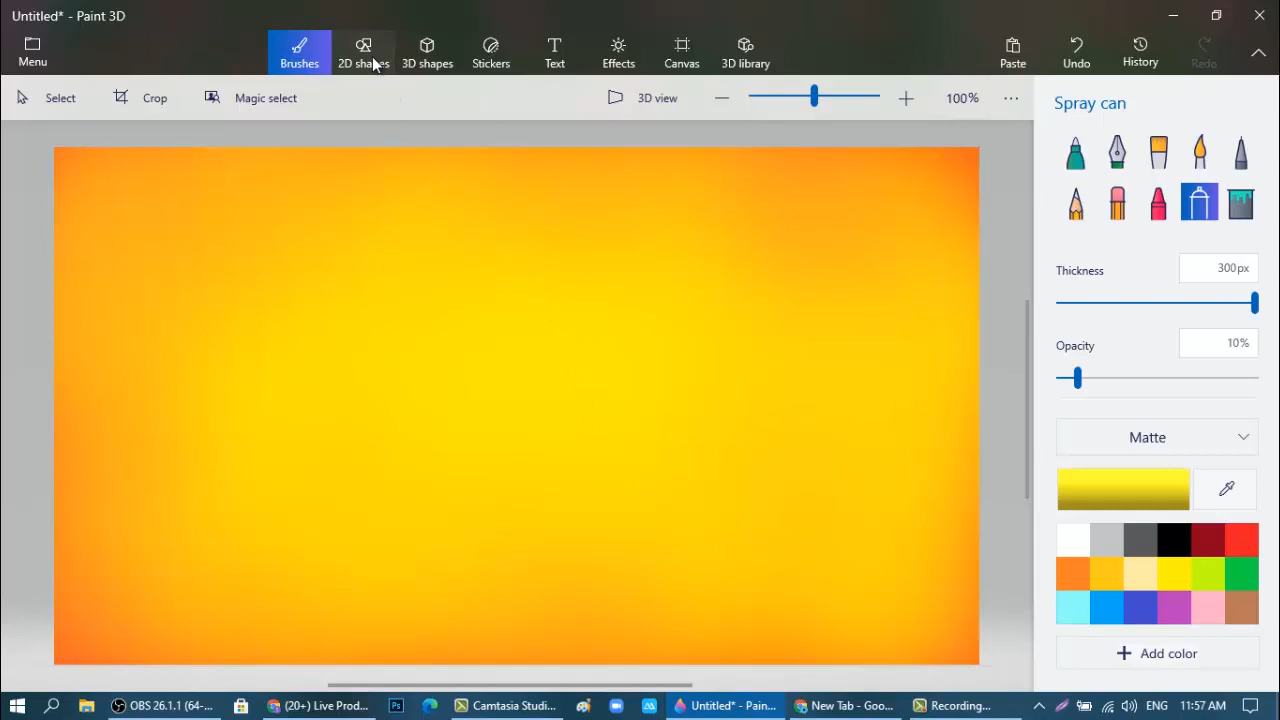 Untitled* - Paint 3D
Menu
Brushes
2D shapes
3D shapes
Stickers
Text
Effects
Canvas
3D library
Paste
Undo
History
Redo
Select
Crop
Magic select
3D view
100%
Spray can
Thickness
300px
Opacity
10%
Matte
Add color
OBS 26.1.1 (64-...
(20+) Live Prod...
Ps
Camtasia Studi...
Untitled* - Pain...
New Tab - Goo...
Recording...
11:57 AM